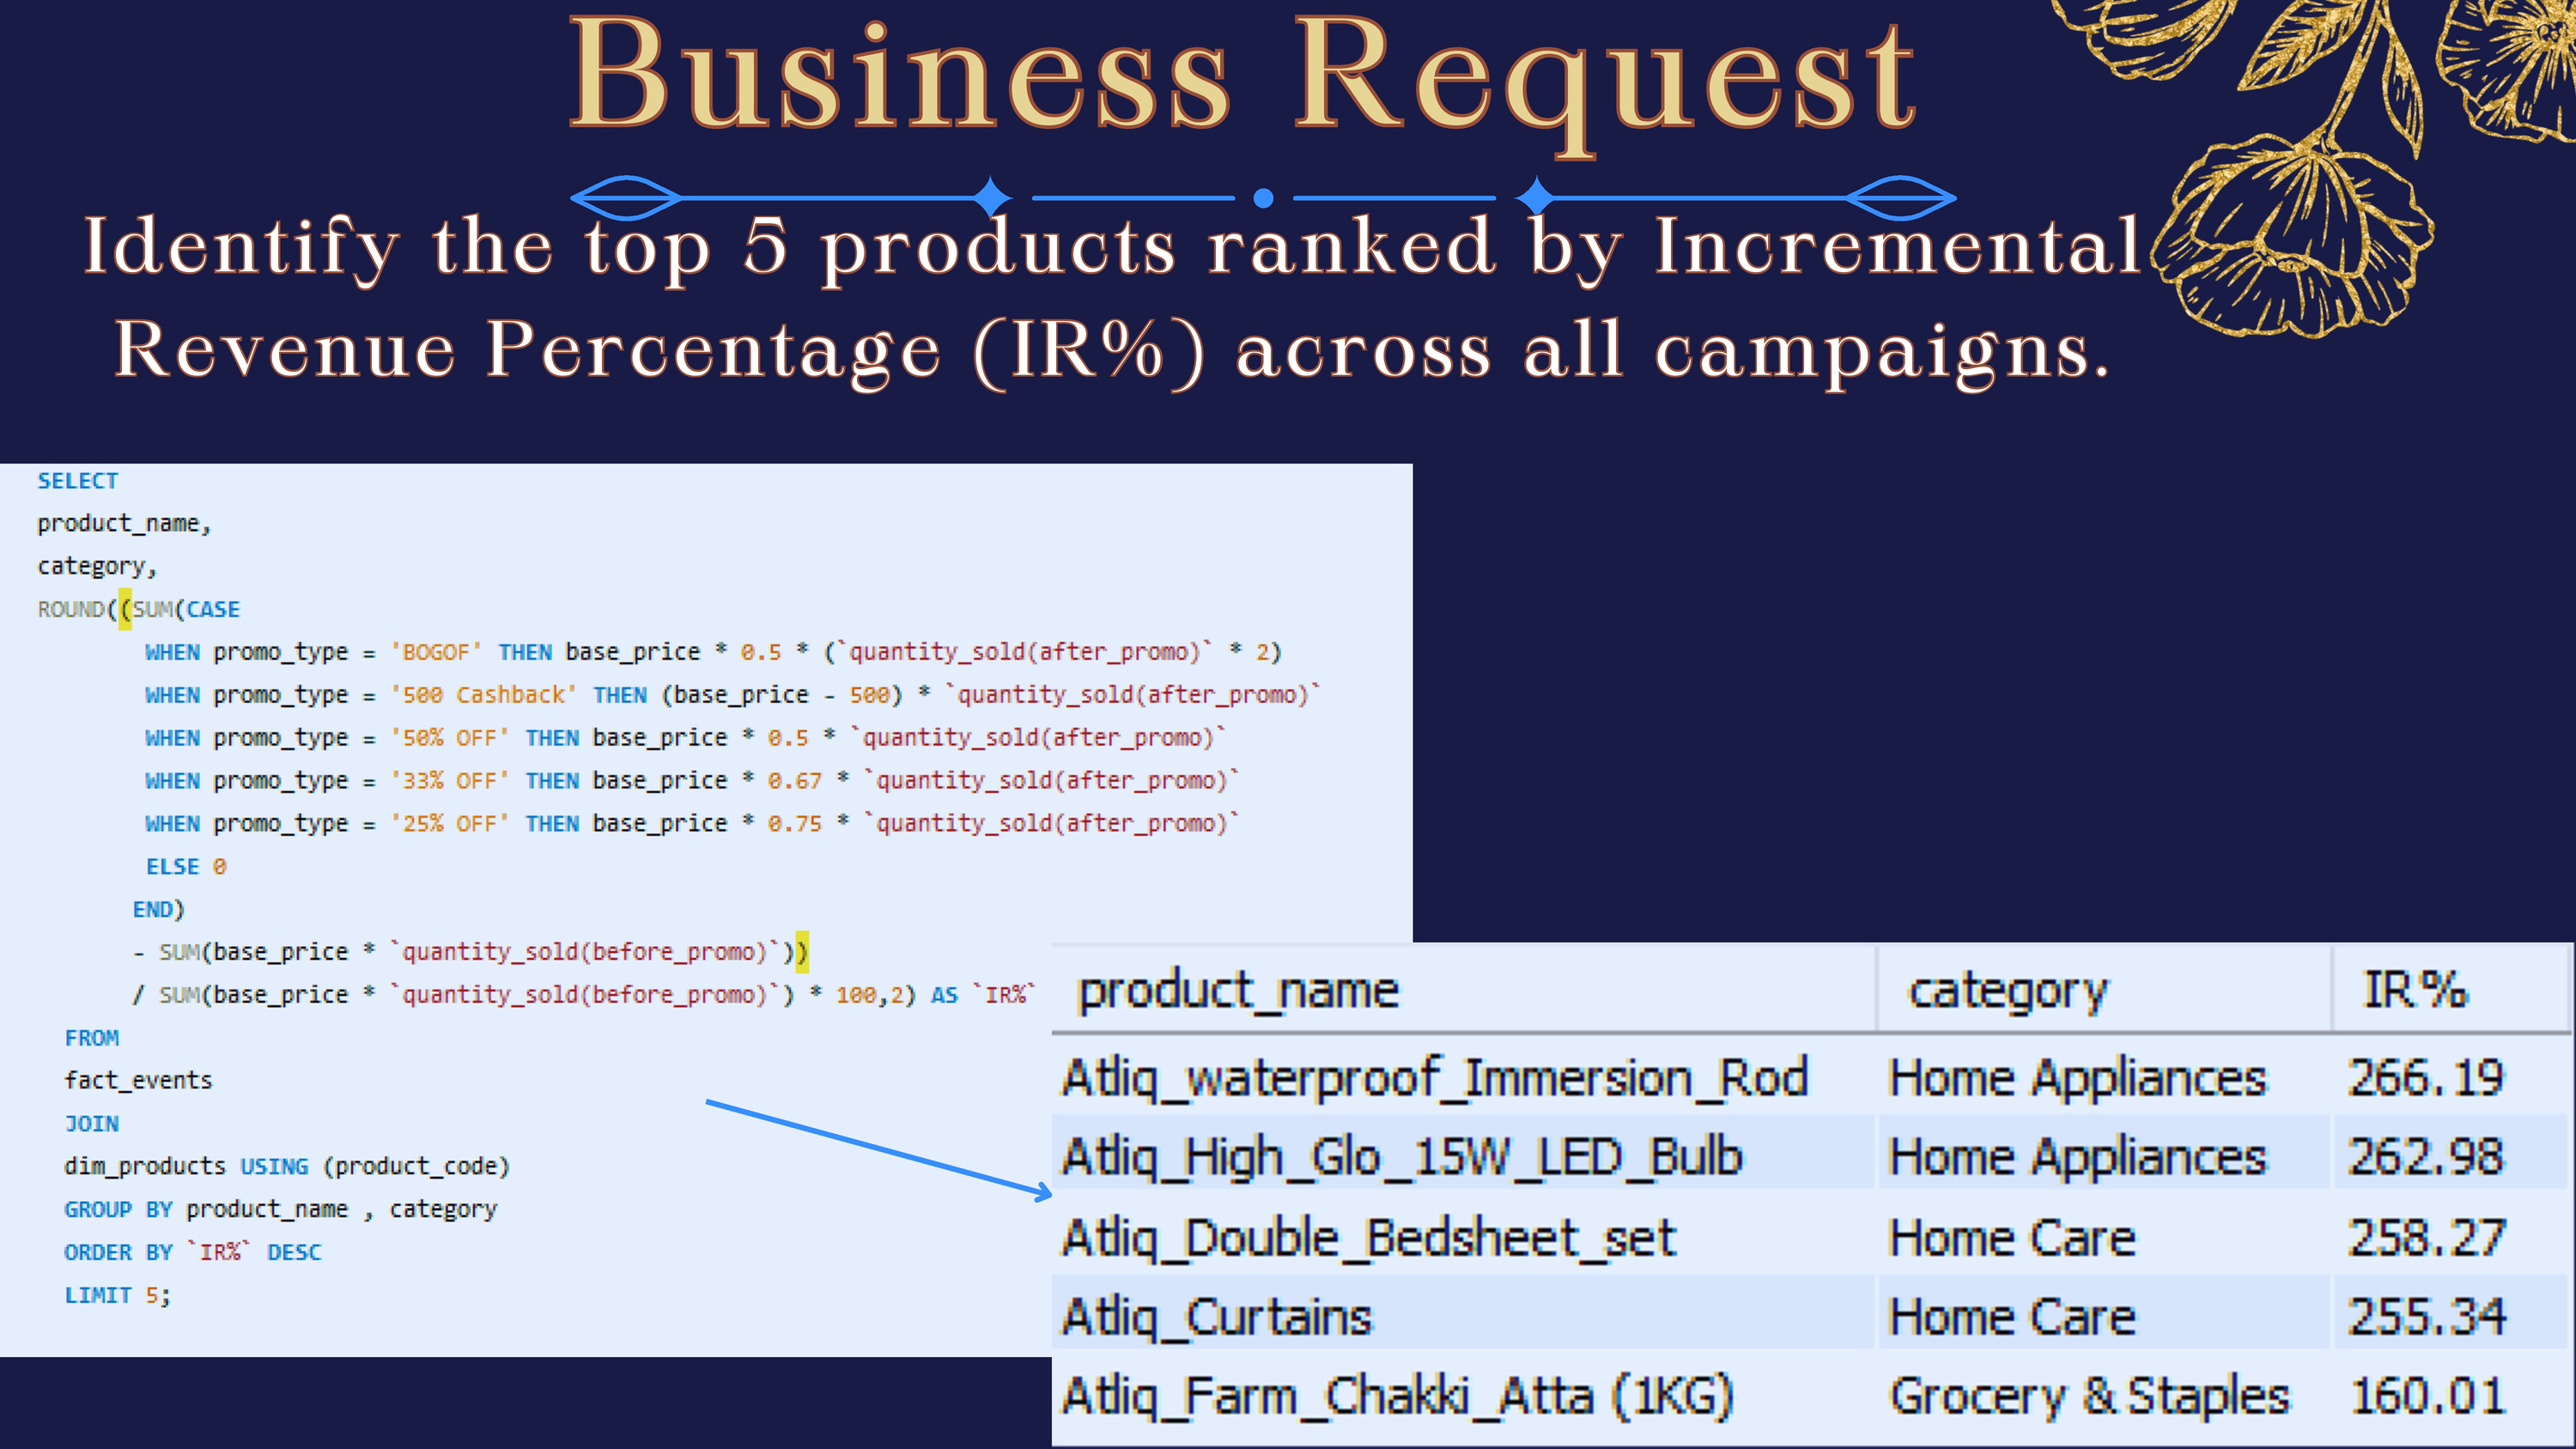 Business Request
Identify the top 5 products ranked by Incremental
Revenue Percentage (IR%) across all campaigns.
SELECT
product_name,
category,
ROUND((SUM(CASE
WHEN promo_type = 'BOGOF' THEN base_price * 0.5 * (`quantity_sold(after_promo)` * 2)
WHEN promo_type = '500 Cashback' THEN (base_price - 500) * `quantity_sold(after_promo)`
WHEN promo_type = '50% OFF' THEN base_price * 0.5 * `quantity_sold(after_promo)`
WHEN promo_type = '33% OFF' THEN base_price * 0.67 * `quantity_sold(after_promo)`
WHEN promo_type = '25% OFF' THEN base_price * 0.75 * `quantity_sold(after_promo)`
ELSE 0
END)
- SUM(base_price * `quantity_sold(before_promo)`))
/ SUM(base_price * `quantity_sold(before_promo)`) * 100,2) AS `IR%`
FROM
fact_events
JOIN
dim_products USING (product_code)
GROUP BY product_name , category
ORDER BY `IR%` DESC
LIMIT 5;
product_name category IR%
Atliq_waterproof_Immersion_Rod Home Appliances 266.19
Atliq_High_Glo_15W_LED_Bulb Home Appliances 262.98
Atliq_Double_Bedsheet_set Home Care 258.27
Atliq_Curtains Home Care 255.34
Atliq_Farm_Chakki_Atta (1KG) Grocery & Staples 160.01